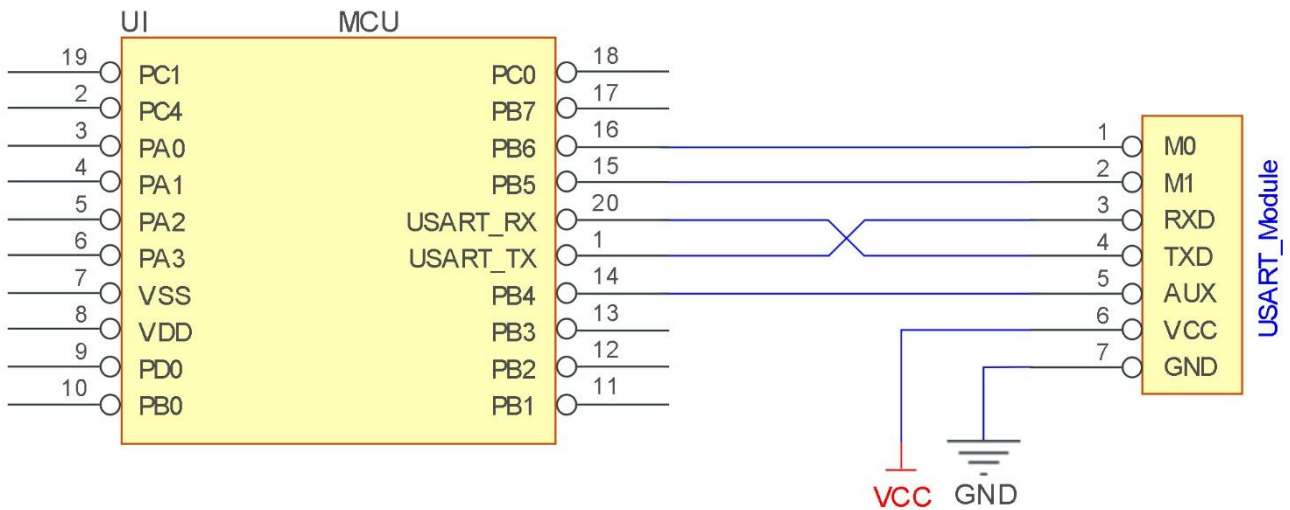 UI MCU
19 PC1 PC0 18
2 PC4 PB7 17
3 PA0 PB6 16 1 M0
4 PA1 PB5 15 2 M1
5 PA2 USART_RX 20 3 RXD
6 PA3 USART_TX 1 4 TXD
7 VSS PB4 14 5 AUX
8 VDD PB3 13 6 VCC
9 PD0 PB2 12 7 GND
10 PB0 PB1 11
USART_Module
VCC GND